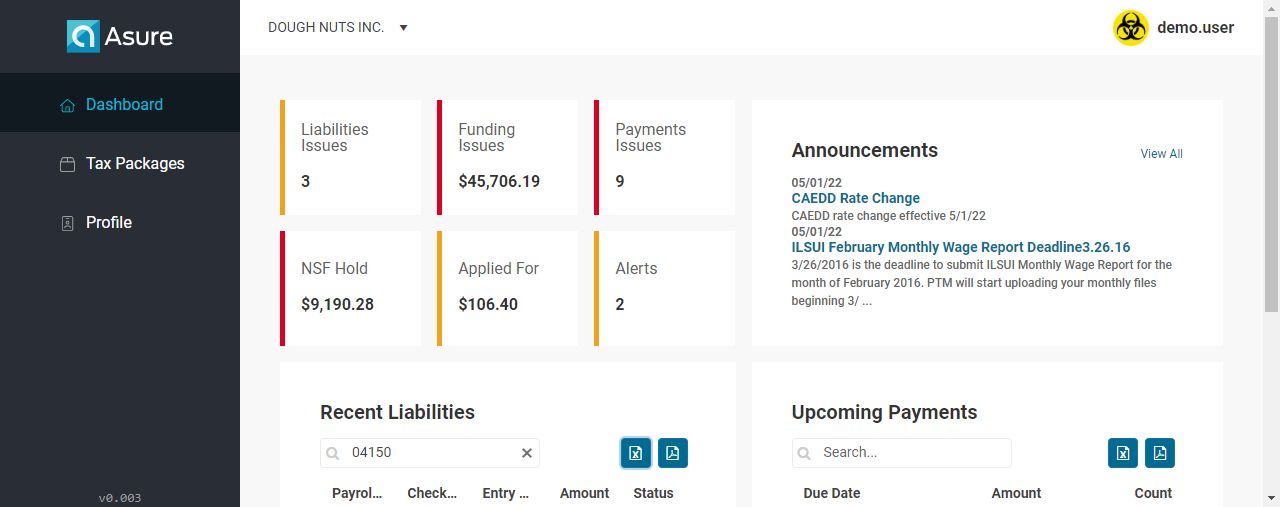 Asure
DOUGH NUTS INC.
demo.user
Dashboard
Tax Packages
Profile
v0.003
Liabilities
Issues
3
Funding
Issues
$45,706.19
Payments
Issues
9
NSF Hold
$9,190.28
Applied For
$106.40
Alerts
2
Announcements
View All
05/01/22
CAEDD Rate Change
CAEDD rate change effective 5/1/22
05/01/22
ILSUI February Monthly Wage Report Deadline3.26.16
3/26/2016 is the deadline to submit ILSUI Monthly Wage Report for the
month of February 2016. PTM will start uploading your monthly files
beginning 3/ ...
Recent Liabilities
04150
Payrol... Check... Entry ... Amount Status
Upcoming Payments
Search...
Due Date Amount Count